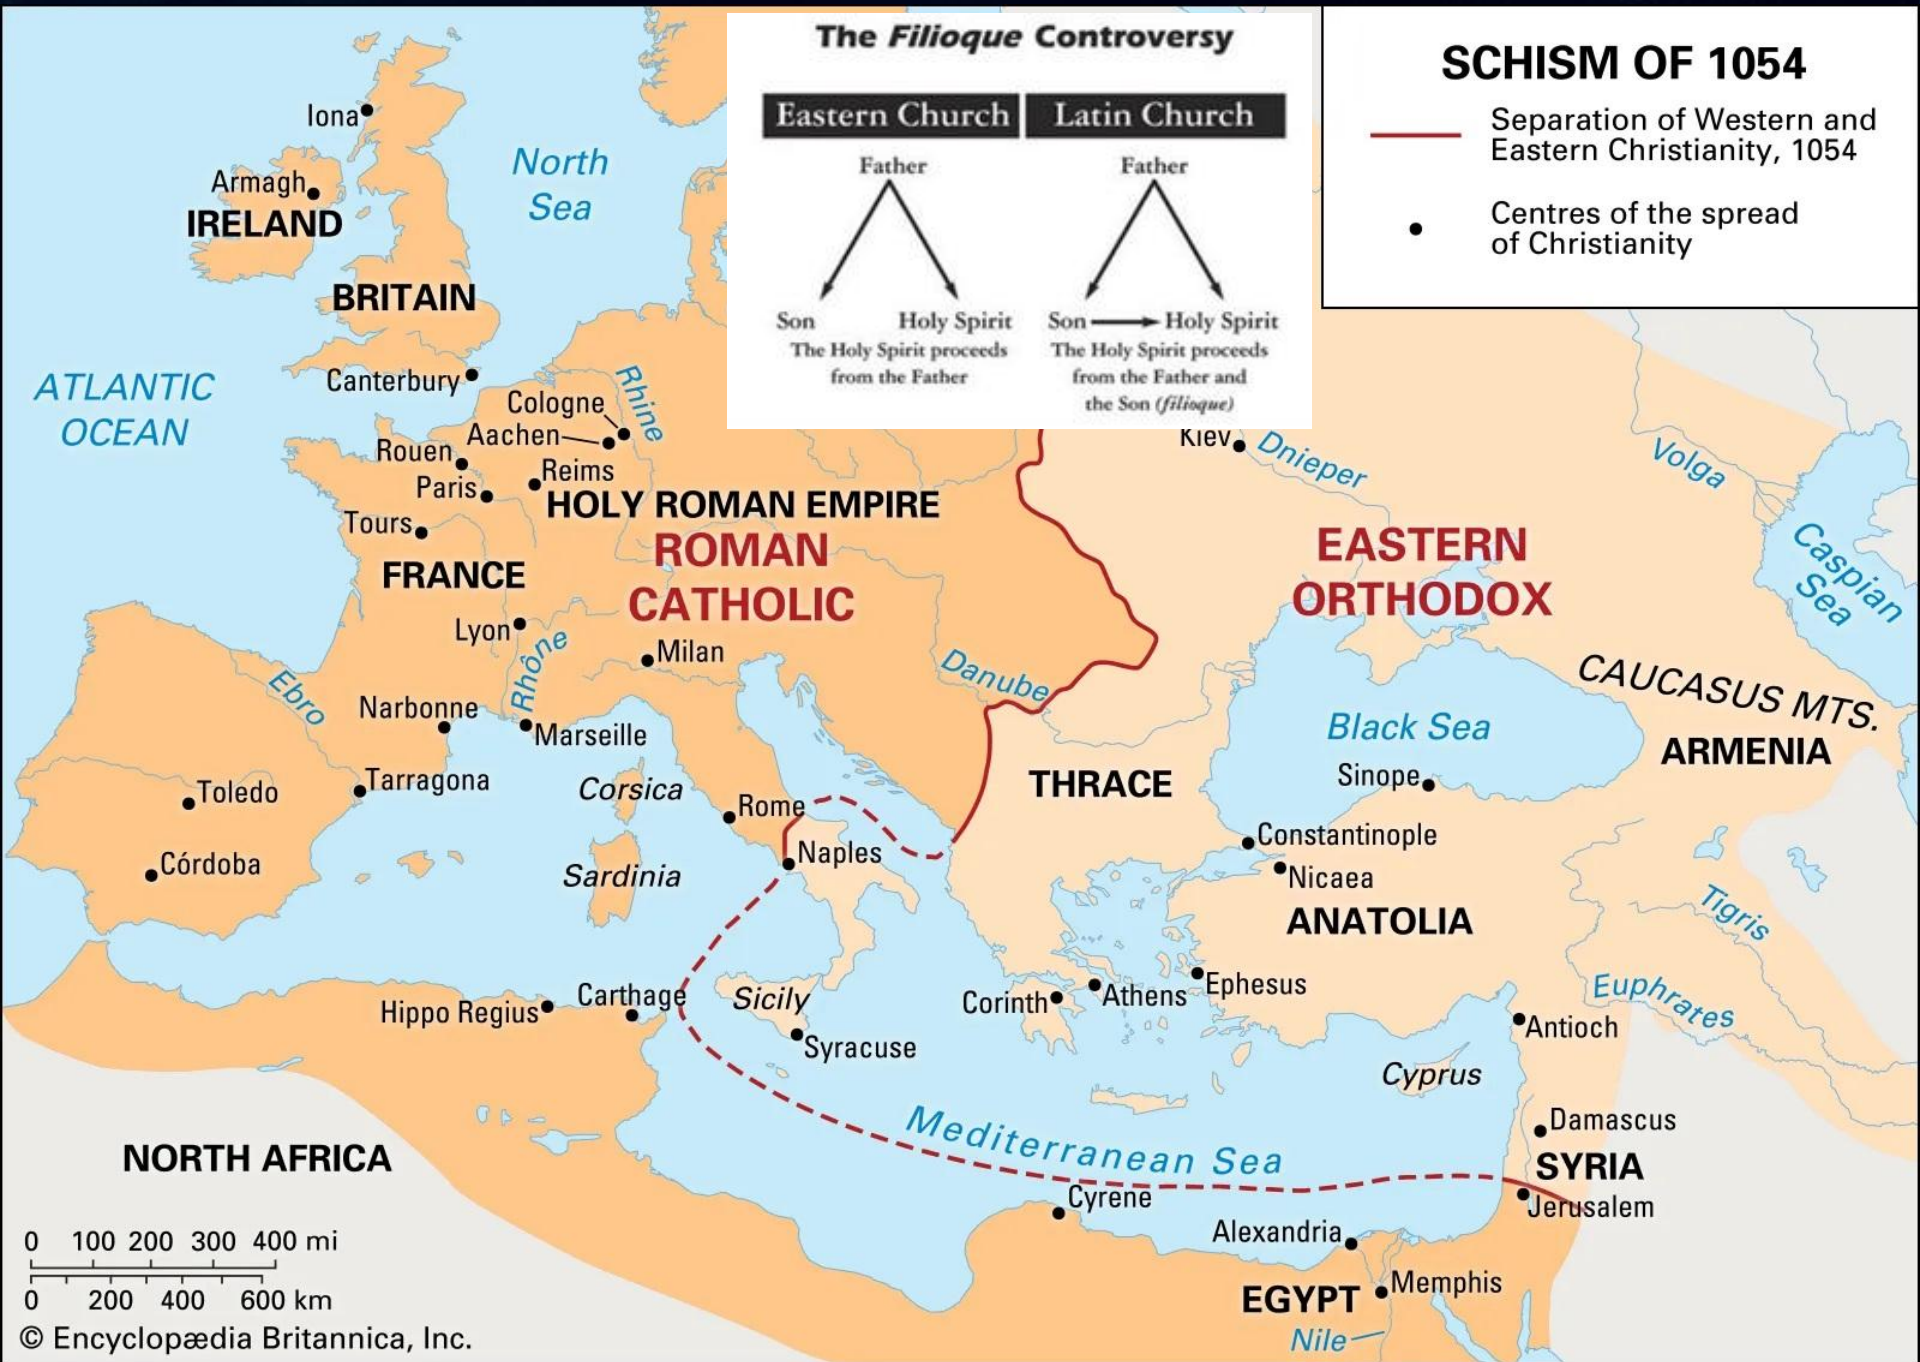 The Filioque Controversy
Eastern Church
Latin Church
Father
Father
Son
Holy Spirit
Son
Holy Spirit
The Holy Spirit proceeds
from the Father
The Holy Spirit proceeds
from the Father and
the Son (filioque)
SCHISM OF 1054
Separation of Western and
Eastern Christianity, 1054
Centres of the spread
of Christianity
Iona
Armagh
IRELAND
North
Sea
BRITAIN
Canterbury
ATLANTIC
OCEAN
Cologne
Rhine
Aachen
Rouen
Reims
Paris
HOLY ROMAN EMPIRE
Tours
ROMAN
CATHOLIC
FRANCE
Lyon
Rhône
Milan
Kiev
Dnieper
Volga
Caspian
Sea
EASTERN
ORTHODOX
Danube
CAUCASUS MTS.
ARMENIA
Black Sea
Sinope
THRACE
Ebro
Narbonne
Marseille
Toledo
Tarragona
Corsica
Rome
Córdoba
Sardinia
Naples
Constantinople
Nicaea
ANATOLIA
Tigris
Euphrates
Hippo Regius
Carthage
Sicily
Syracuse
Corinth
Athens
Ephesus
Antioch
Cyprus
Damascus
SYRIA
Jerusalem
Mediterranean Sea
Cyrene
Alexandria
EGYPT
Memphis
Nile
NORTH AFRICA
0 100 200 300 400 mi
0 200 400 600 km
© Encyclopædia Britannica, Inc.